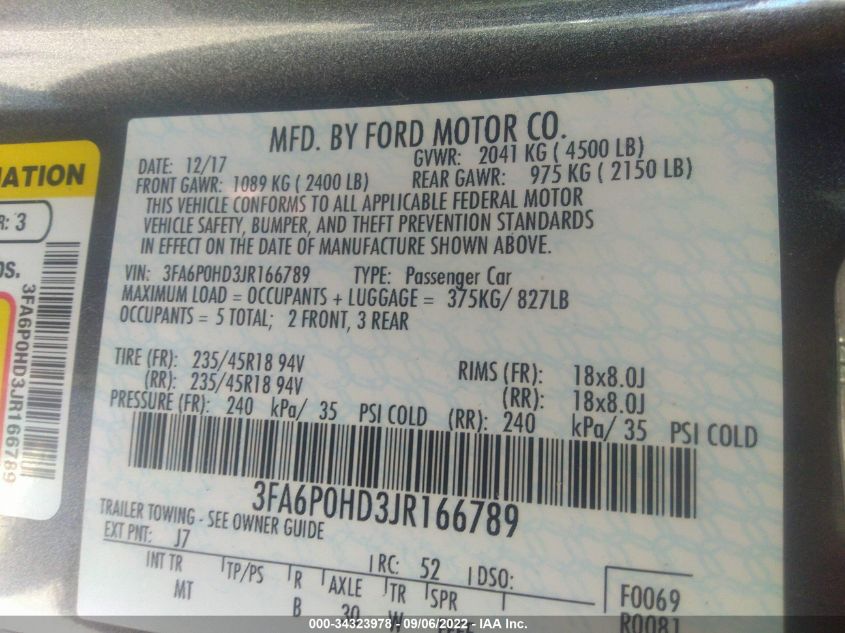 MFD. BY FORD MOTOR CO.
DATE: 12/17 GVWR: 2041 KG ( 4500 LB)
FRONT GAWR: 1089 KG ( 2400 LB) REAR GAWR: 975 KG ( 2150 LB)
THIS VEHICLE CONFORMS TO ALL APPLICABLE FEDERAL MOTOR
VEHICLE SAFETY, BUMPER, AND THEFT PREVENTION STANDARDS
IN EFFECT ON THE DATE OF MANUFACTURE SHOWN ABOVE.
VIN: 3FA6P0HD3JR166789 TYPE: Passenger Car
MAXIMUM LOAD = OCCUPANTS + LUGGAGE = 375KG/ 827LB
OCCUPANTS = 5 TOTAL; 2 FRONT, 3 REAR
TIRE (FR): 235/45R18 94V RIMS (FR): 18x8.0J
(RR): 235/45R18 94V (RR): 18x8.0J
PRESSURE (FR): 240 kPa/ 35 PSI COLD (RR): 240 kPa/ 35 PSI COLD
3FA6P0HD3JR166789
TRAILER TOWING - SEE OWNER GUIDE
EXT PNT: J7 RC: 52 DSO:
INT TR TP/PS R AXLE TR SPR F0069
MT B 30 W R0081
MATION
R: 3
DS.
3FA6P0HD3JR166789
000-34323978 - 09/06/2022 - IAA Inc.